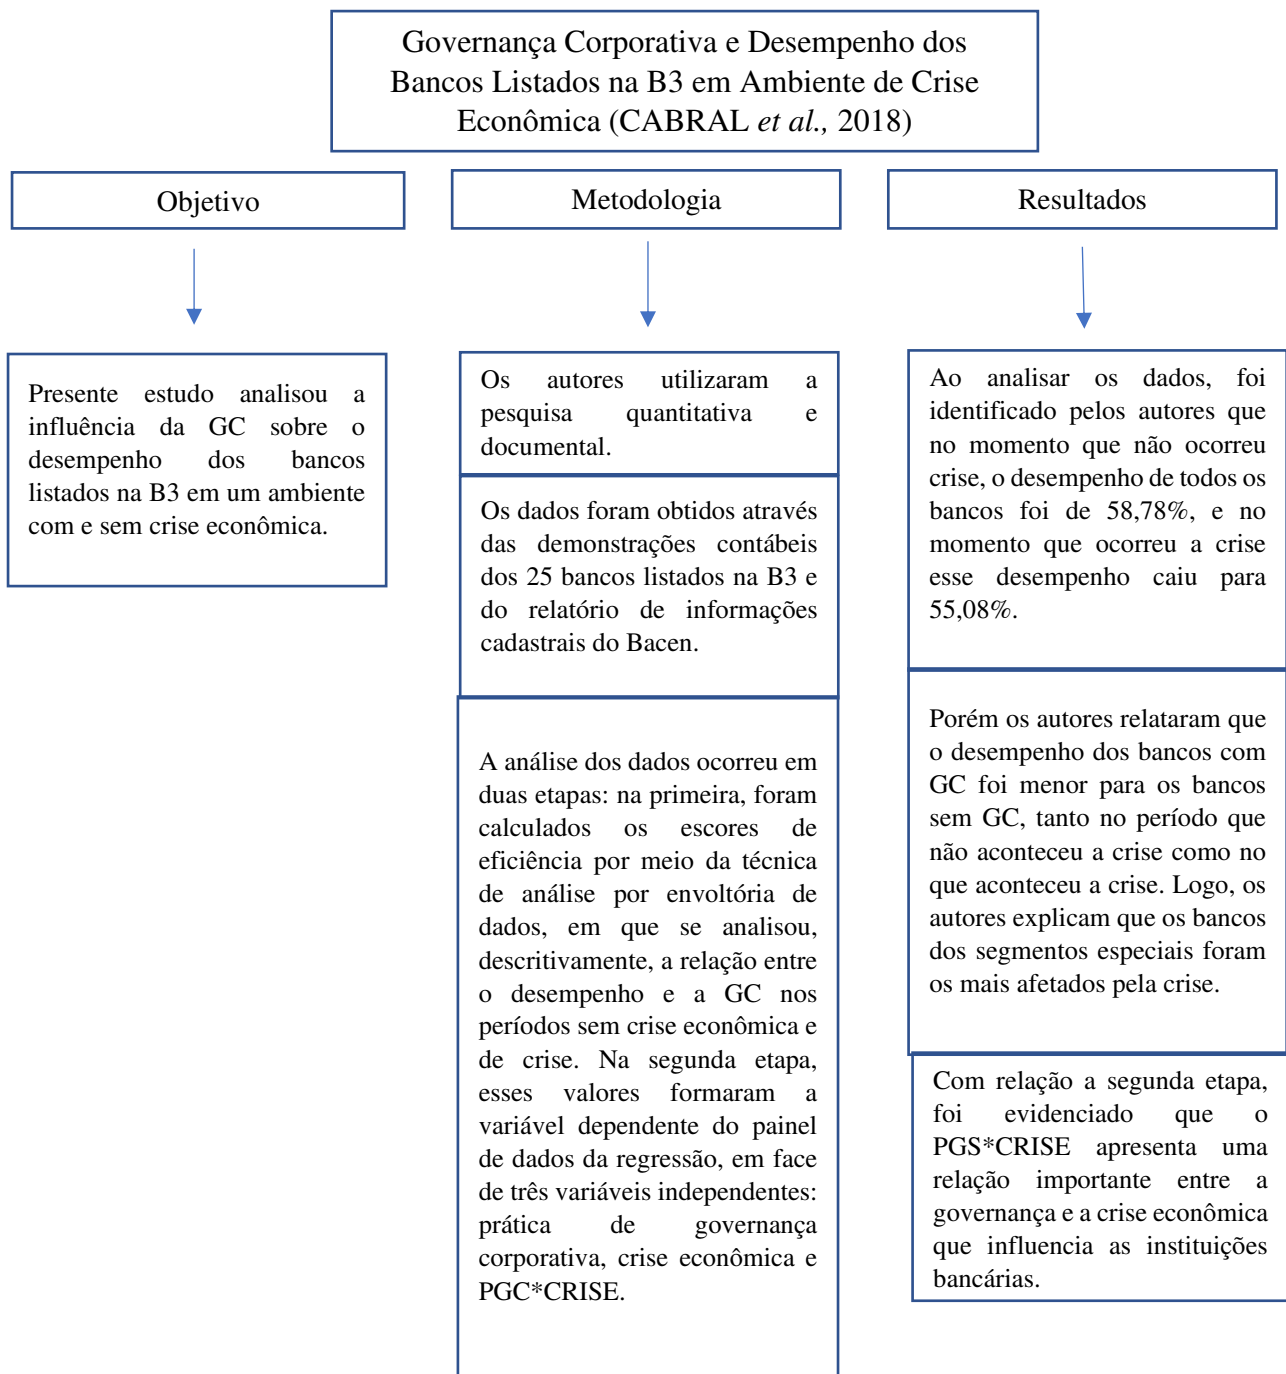 Governança Corporativa e Desempenho dos
Bancos Listados na B3 em Ambiente de Crise
Econômica (CABRAL et al., 2018)
Objetivo
Presente estudo analisou a
influência da GC sobre o
desempenho dos bancos
listados na B3 em um ambiente
com e sem crise econômica.
Metodologia
Os autores utilizaram a
pesquisa quantitativa e
documental.
Os dados foram obtidos através
das demonstrações contábeis
dos 25 bancos listados na B3 e
do relatório de informações
cadastrais do Bacen.
A análise dos dados ocorreu em
duas etapas: na primeira, foram
calculados os escores de
eficiência por meio da técnica
de análise por envoltória de
dados, em que se analisou,
descritivamente, a relação entre
o desempenho e a GC nos
períodos sem crise econômica e
de crise. Na segunda etapa,
esses valores formaram a
variável dependente do painel
de dados da regressão, em face
de três variáveis independentes:
prática de governança
corporativa, crise econômica e
PGC*CRISE.
Resultados
Ao analisar os dados, foi
identificado pelos autores que
no momento que não ocorreu
crise, o desempenho de todos os
bancos foi de 58,78%, e no
momento que ocorreu a crise
esse desempenho caiu para
55,08%.
Porém os autores relataram que
o desempenho dos bancos com
GC foi menor para os bancos
sem GC, tanto no período que
não aconteceu a crise como no
que aconteceu a crise. Logo, os
autores explicam que os bancos
dos segmentos especiais foram
os mais afetados pela crise.
Com relação a segunda etapa,
foi evidenciado que o
PGS*CRISE apresenta uma
relação importante entre a
governança e a crise econômica
que influencia as instituições
bancárias.